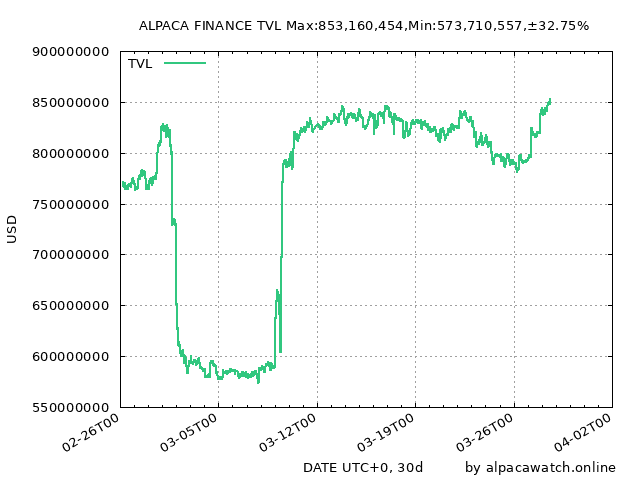 ALPACA FINANCE TVL Max:853,160,454,Min:573,710,557,±32.75%
900000000
TVL
850000000
800000000
750000000
USD
700000000
650000000
600000000
550000000
02-26T00 03-05T00 03-12T00 03-19T00 03-26T00 04-02T00
DATE UTC+0, 30d by alpacawatch.online